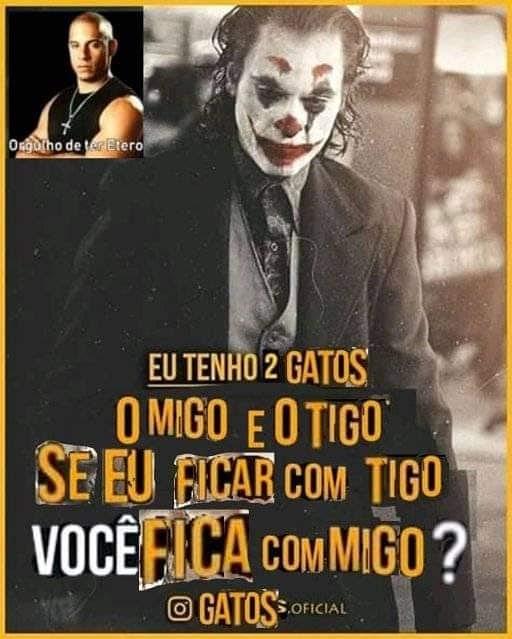 Orgulho de ter Etero
EU TENHO 2 GATOS
O MIGO E O TIGO
SE EU FICAR COM TIGO
VOCÊ FICA COM MIGO?
GATOS S.OFICIAL